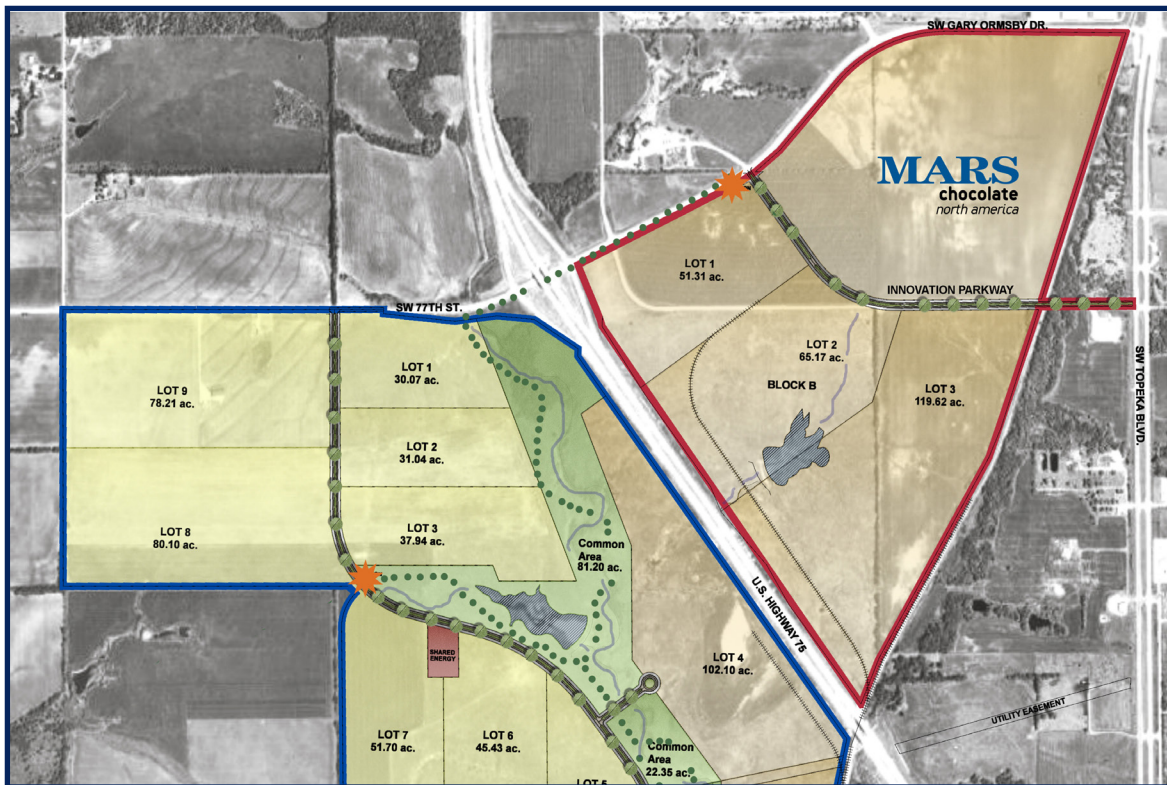 SW GARY ORMSBY DR.
MARS
chocolate
north america
LOT 1
51.31 ac.
INNOVATION PARKWAY
SW 77TH ST.
LOT 2
65.17 ac.
BLOCK B
LOT 3
119.62 ac.
SW TOPEKA BLVD.
LOT 9
78.21 ac.
LOT 1
30.07 ac.
LOT 2
31.04 ac.
LOT 8
80.10 ac.
LOT 3
37.94 ac.
Common
Area
81.20 ac.
U.S. HIGHWAY 75
SHARED
ENERGY
LOT 4
102.10 ac.
UTILITY EASEMENT
LOT 7
51.70 ac.
LOT 6
45.43 ac.
Common
Area
22.35 ac.
LOT 5